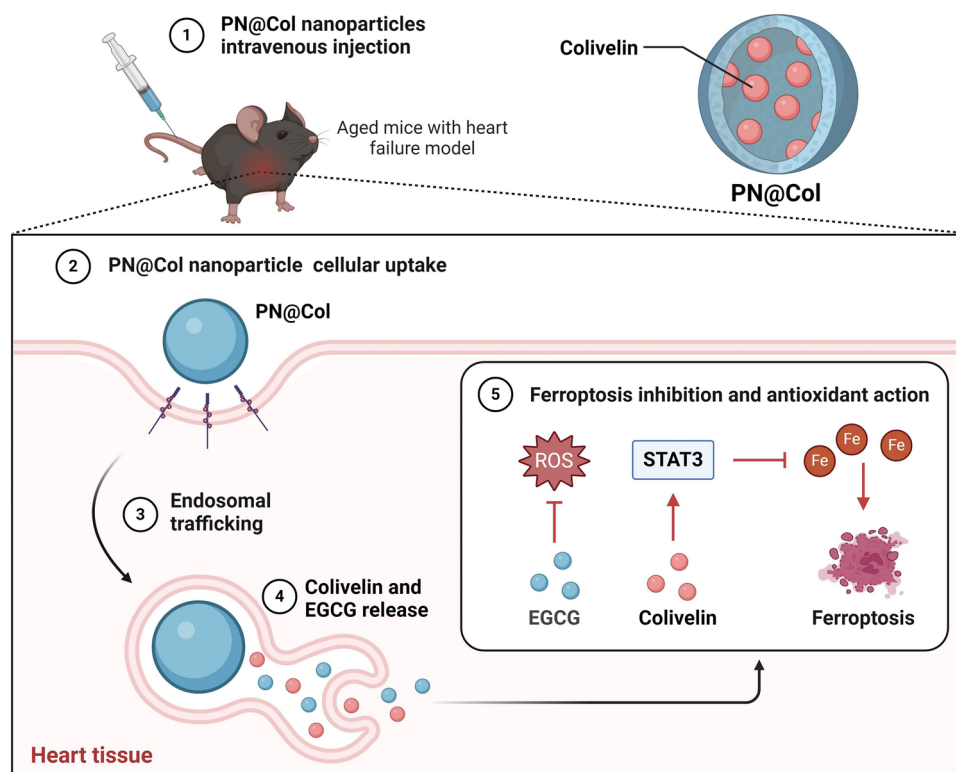 1
PN@Col nanoparticles
intravenous injection
Aged mice with heart
failure model
Colivelin
PN@Col
2
PN@Col nanoparticle cellular uptake
PN@Col
3
Endosomal
trafficking
4
Colivelin and
EGCG release
5
Ferroptosis inhibition and antioxidant action
ROS
STAT3
Fe
Fe
Fe
EGCG
Colivelin
Ferroptosis
Heart tissue